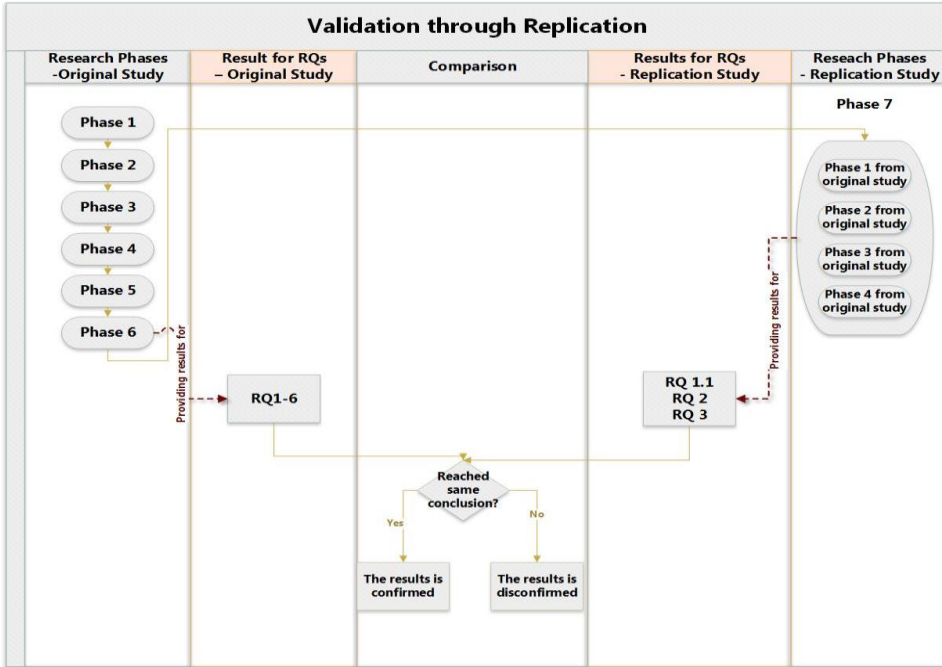 Validation through Replication
Research Phases
-Original Study
Result for RQs
– Original Study
Comparison
Results for RQs
- Replication Study
Reseach Phases
- Replication Study
Phase 1
Phase 2
Phase 3
Phase 4
Phase 5
Phase 6
Providing results for
RQ1-6
Phase 7
Phase 1 from
original study
Phase 2 from
original study
Phase 3 from
original study
Phase 4 from
original study
Providing results for
RQ 1.1
RQ 2
RQ 3
Reached
same
conclusion?
Yes
No
The results is
confirmed
The results is
disconfirmed